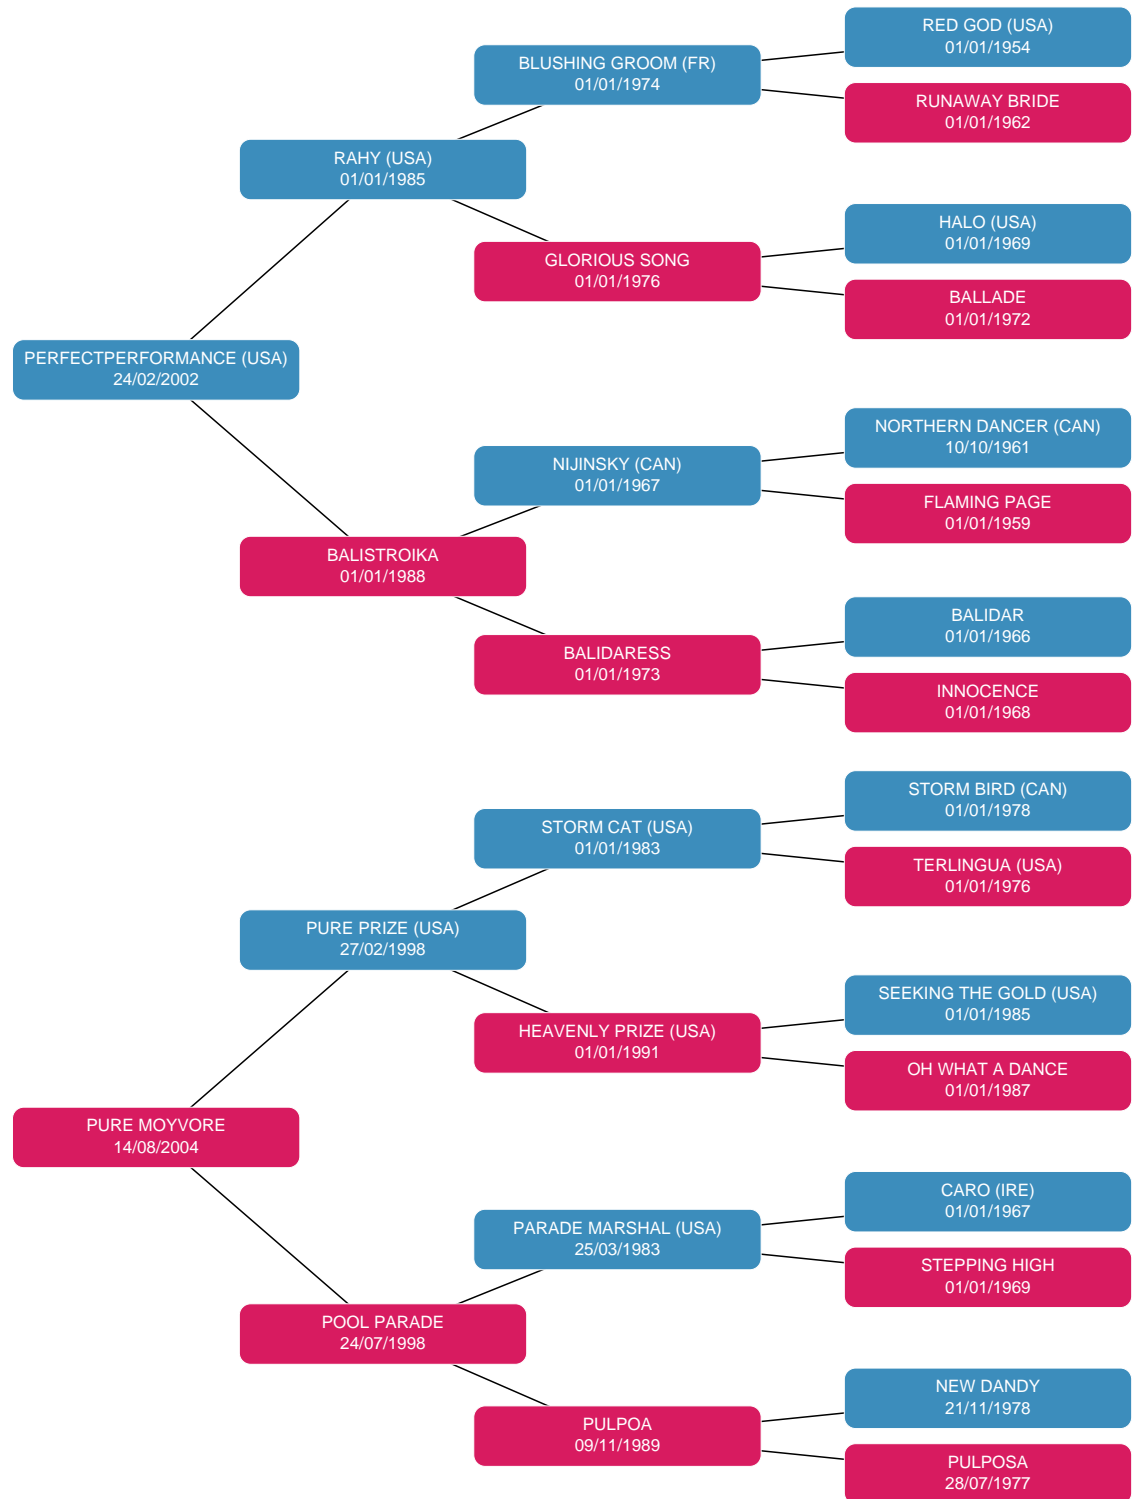 RED GOD (USA)
01/01/1954
BLUSHING GROOM (FR)
01/01/1974
RUNAWAY BRIDE
01/01/1962
RAHY (USA)
01/01/1985
HALO (USA)
01/01/1969
GLORIOUS SONG
01/01/1976
BALLADE
01/01/1972
PERFECTPERFORMANCE (USA)
24/02/2002
NORTHERN DANCER (CAN)
10/10/1961
NIJINSKY (CAN)
01/01/1967
FLAMING PAGE
01/01/1959
BALISTROIKA
01/01/1988
BALIDAR
01/01/1966
BALIDARESS
01/01/1973
INNOCENCE
01/01/1968
STORM BIRD (CAN)
01/01/1978
STORM CAT (USA)
01/01/1983
TERLINGUA (USA)
01/01/1976
PURE PRIZE (USA)
27/02/1998
SEEKING THE GOLD (USA)
01/01/1985
HEAVENLY PRIZE (USA)
01/01/1991
OH WHAT A DANCE
01/01/1987
PURE MOYVORE
14/08/2004
CARO (IRE)
01/01/1967
PARADE MARSHAL (USA)
25/03/1983
STEPPING HIGH
01/01/1969
POOL PARADE
24/07/1998
NEW DANDY
21/11/1978
PULPOA
09/11/1989
PULPOSA
28/07/1977